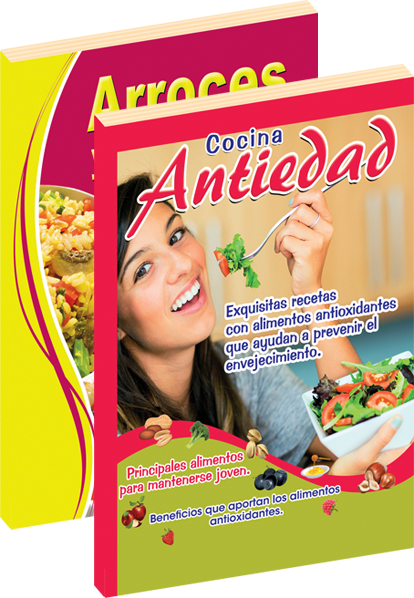 Arroces
Cocina
Antiedad
Exquisitas recetas
con alimentos antioxidantes
que ayudan a prevenir el
envejecimiento.
Principales alimentos
para mantenerse joven.
Beneficios que aportan los alimentos
antioxidantes.